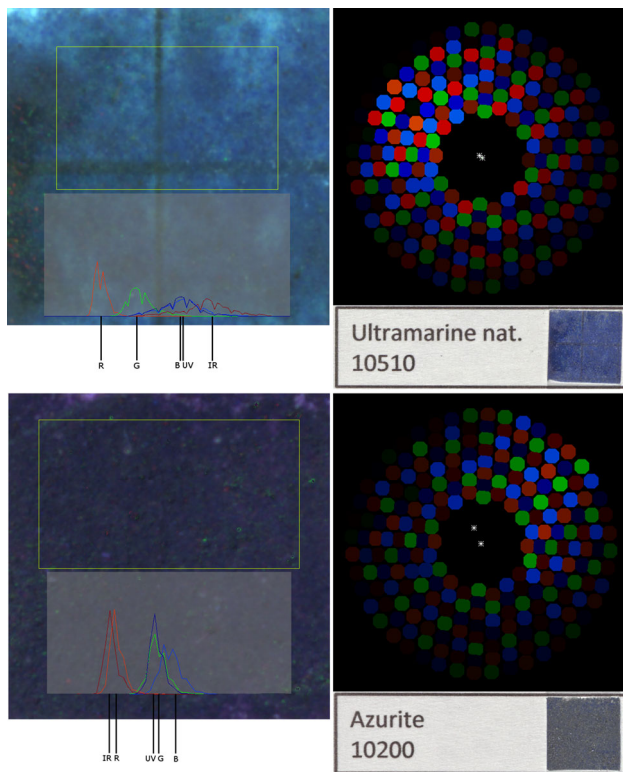 R G B UV IR
Ultramarine nat.
10510
IR R UV G B
Azurite
10200